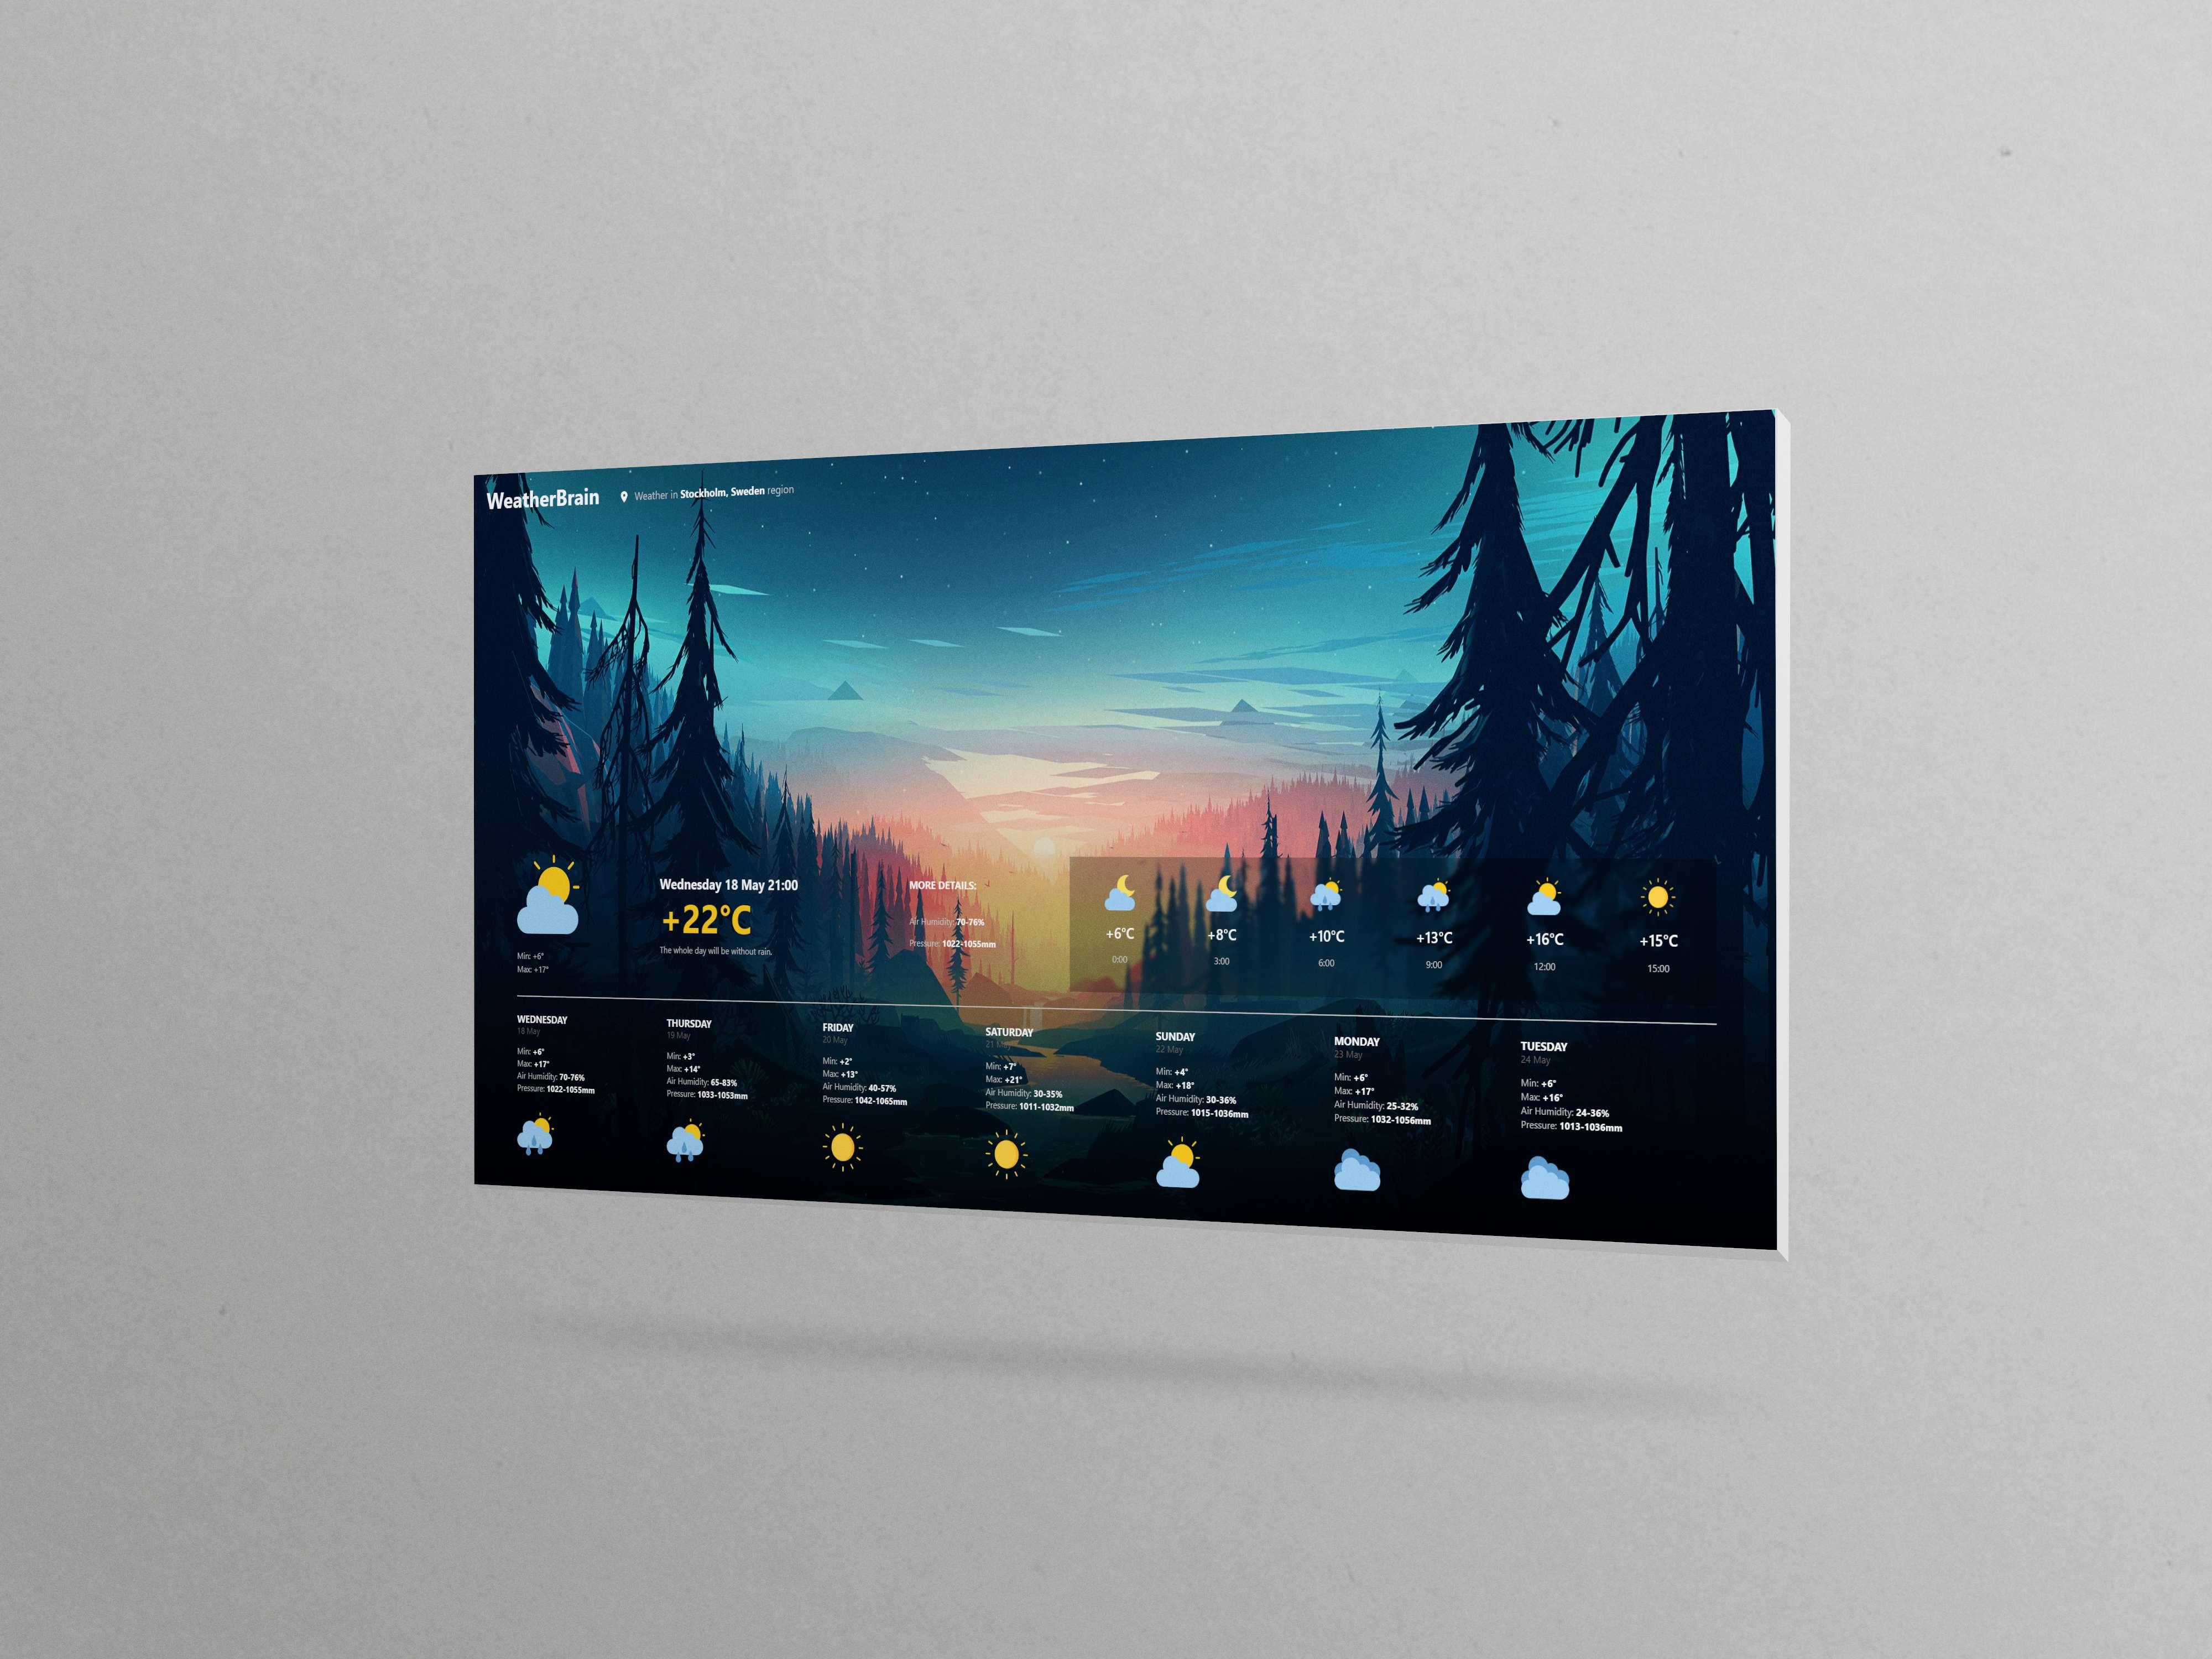 WeatherBrain
Weather in Stockholm, Sweden region
Min: +6°
Max: +17°
Wednesday 18 May 21:00
+22°C
The whole day will be without rain.
MORE DETAILS:
Air Humidity: 70-76%
Pressure: 1022-1055mm
+6°C
0:00
+8°C
3:00
+10°C
6:00
+13°C
9:00
+16°C
12:00
+15°C
15:00
WEDNESDAY
18 May
Min: +6°
Max: +17°
Air Humidity: 70-76%
Pressure: 1022-1055mm
THURSDAY
19 May
Min: +3°
Max: +14°
Air Humidity: 65-83%
Pressure: 1033-1053mm
FRIDAY
20 May
Min: +2°
Max: +13°
Air Humidity: 40-57%
Pressure: 1042-1065mm
SATURDAY
21 May
Min: +7°
Max: +21°
Air Humidity: 30-35%
Pressure: 1011-1032mm
SUNDAY
22 May
Min: +4°
Max: +18°
Air Humidity: 30-36%
Pressure: 1015-1036mm
MONDAY
23 May
Min: +6°
Max: +17°
Air Humidity: 25-32%
Pressure: 1032-1056mm
TUESDAY
24 May
Min: +6°
Max: +16°
Air Humidity: 24-36%
Pressure: 1013-1036mm